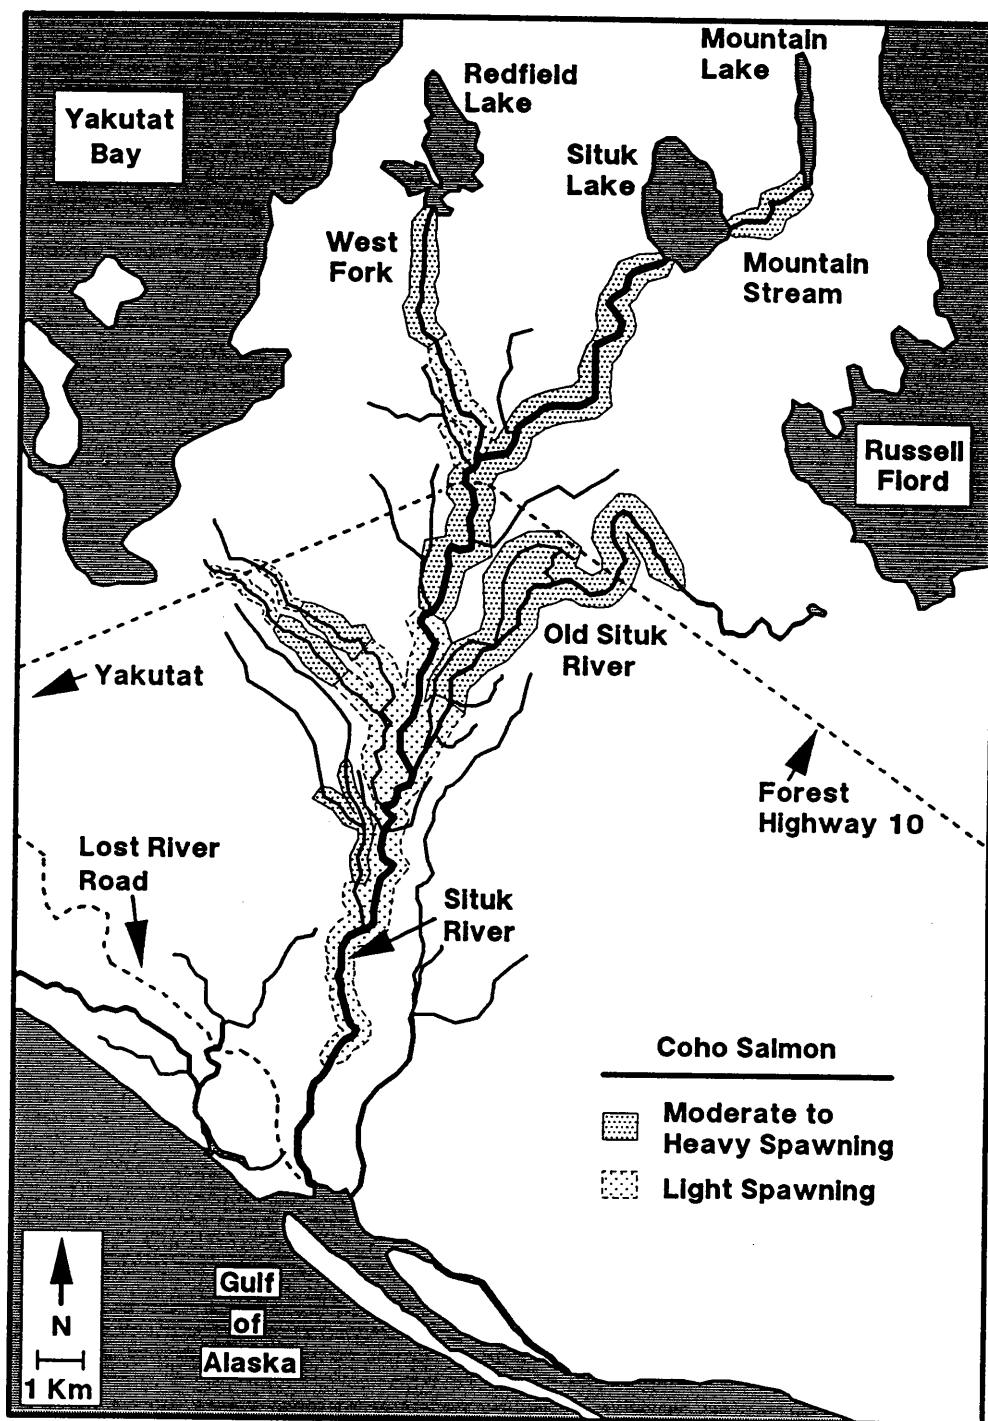 Mountain
Lake
Redfield
Lake
Yakutat
Bay
Situk
Lake
West
Fork
Mountain
Stream
Russell
Fiord
Old Situk
River
Yakutat
Forest
Highway 10
Lost River
Road
Situk
River
Coho Salmon
Moderate to
Heavy Spawning
Light Spawning
N
1 Km
Gulf
of
Alaska